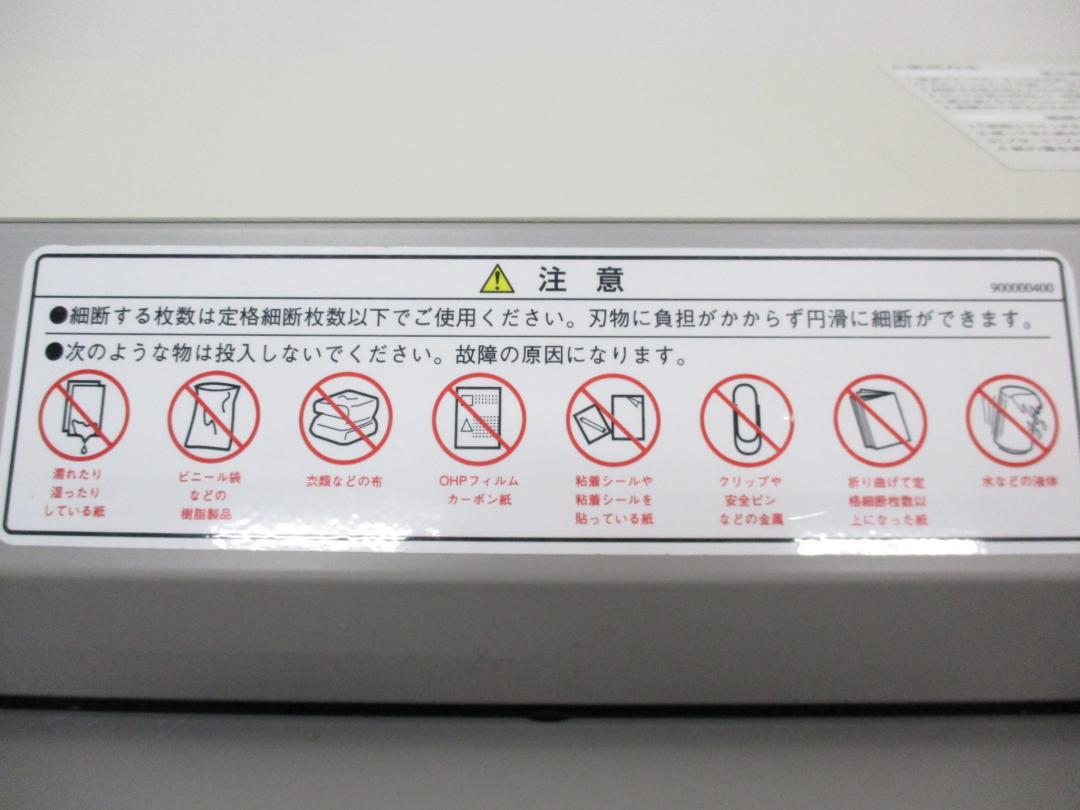 注意
900000400
●細断する枚数は定格細断枚数以下でご使用ください。刃物に負担がかからず円滑に細断ができます。
●次のような物は投入しないでください。故障の原因になります。
濡れたり
湿ったり
している紙
ビニール袋
などの
樹脂製品
衣類などの布
OHPフィルム
カーボン紙
粘着シールや
粘着シールを
貼っている紙
クリップや
安全ピン
などの金属
折り曲げて定
格細断枚数以
上になった紙
水などの液体